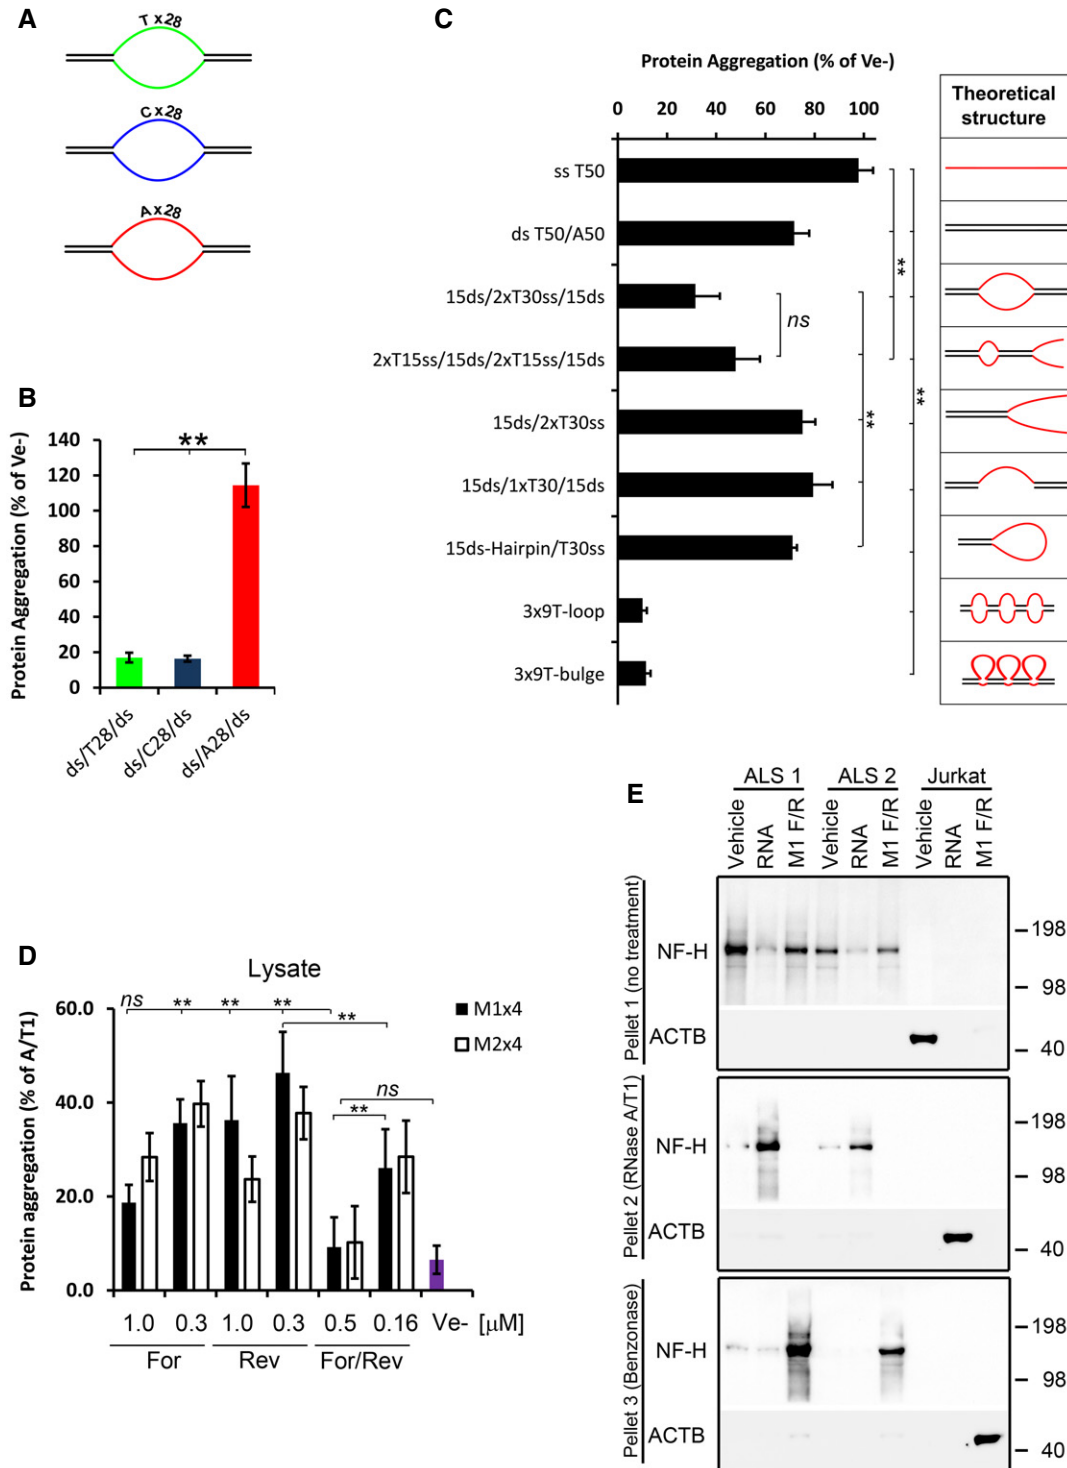 A
T x28
C x28
A x28
B
Protein Aggregation (% of Ve-)
140
120
100
80
60
40
20
0
**
ds/T28/ds
ds/C28/ds
ds/A28/ds
C
Protein Aggregation (% of Ve-)
0 20 40 60 80 100
Theoretical
structure
ss T50
ds T50/A50
15ds/2xT30ss/15ds
2xT15ss/15ds/2xT15ss/15ds
15ds/2xT30ss
15ds/1xT30/15ds
15ds-Hairpin/T30ss
3x9T-loop
3x9T-bulge
ns
**
**
**
D
Lysate
Protein aggregation (% of A/T1)
60.0
40.0
20.0
0.0
ns ** ** **
**
ns
**
M1x4
M2x4
1.0 0.3 1.0 0.3 0.5 0.16 Ve- [μM]
For Rev For/Rev
E
ALS 1 ALS 2 Jurkat
Vehicle RNA M1 F/R Vehicle RNA M1 F/R Vehicle RNA M1 F/R
Pellet 1 (no treatment)
NF-H
198
98
ACTB
40
Pellet 2 (RNase A/T1)
NF-H
198
98
ACTB
40
Pellet 3 (Benzonase)
NF-H
198
98
ACTB
40